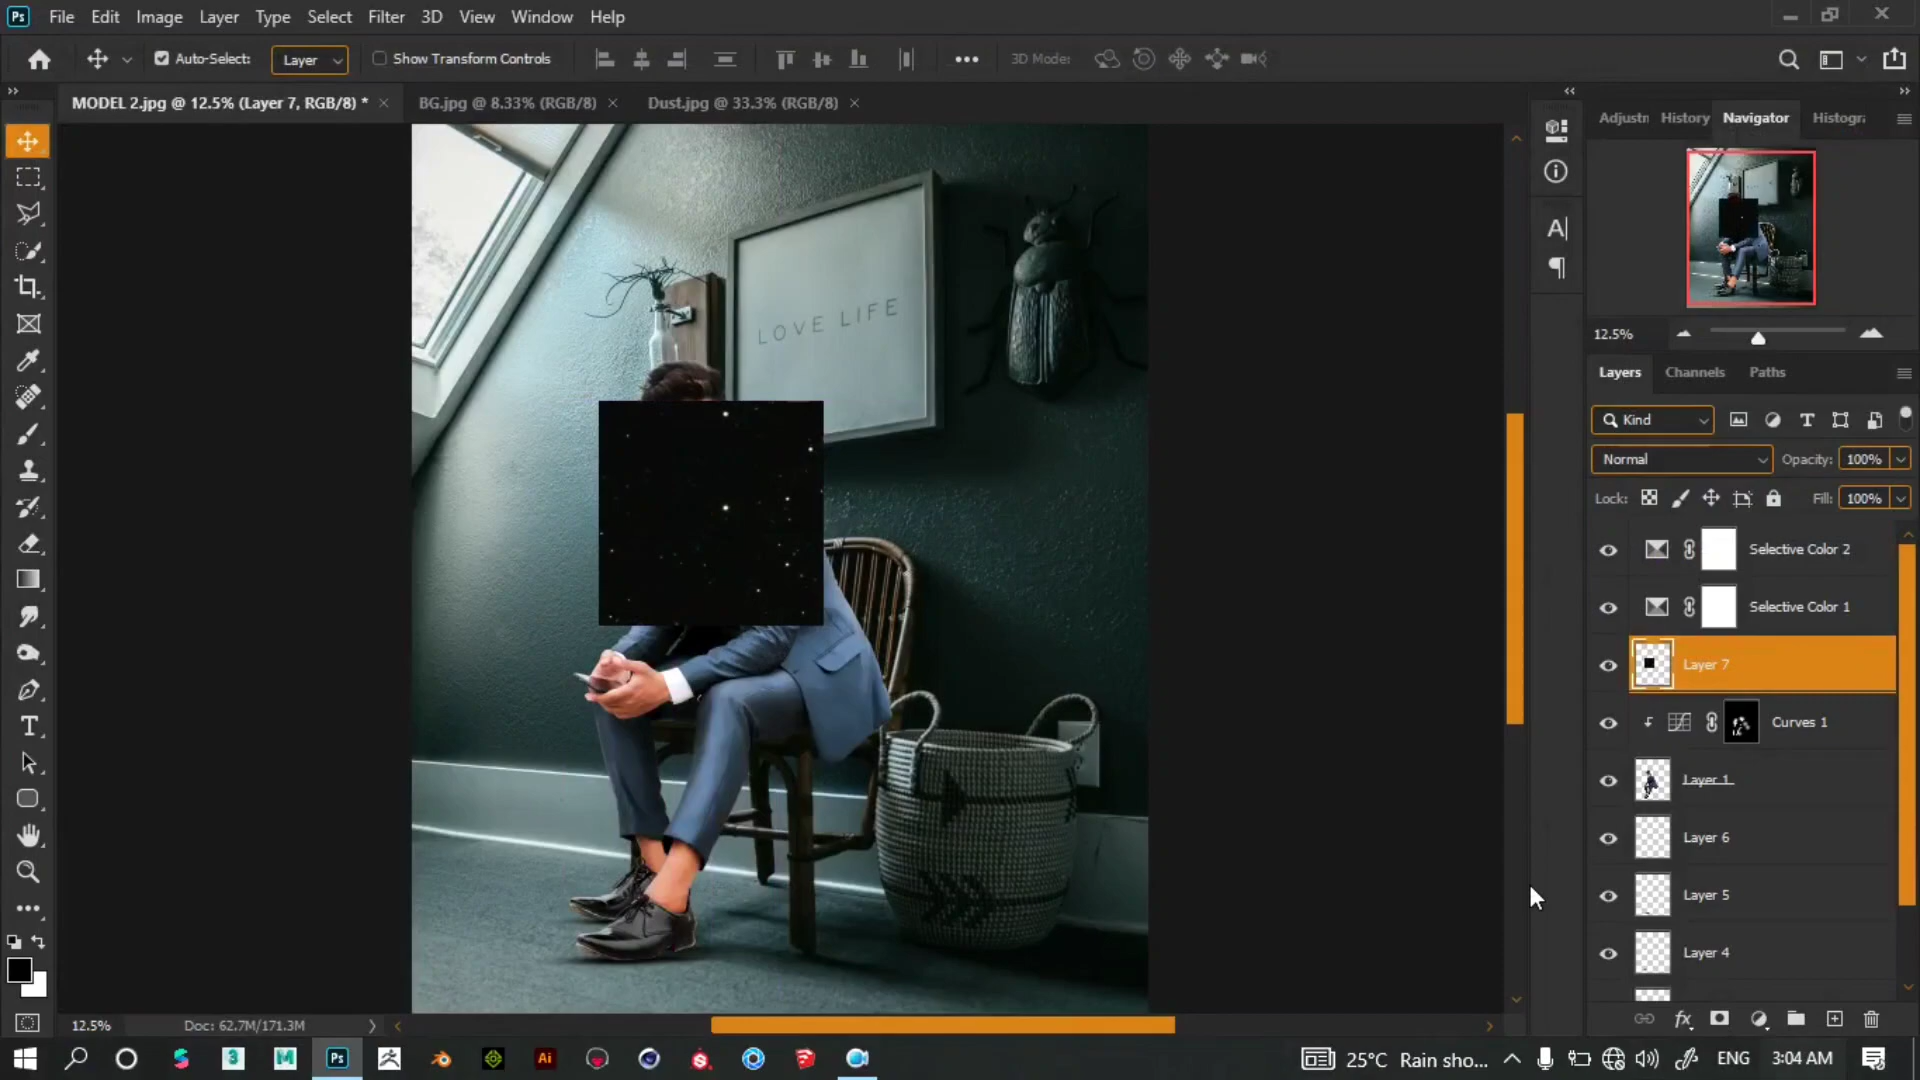 Ps File Edit Image Layer Type Select Filter 3D View Window Help
Auto-Select: Layer Show Transform Controls 3D Mode:
MODEL 2.jpg @ 12.5% (Layer 7, RGB/8) * BG.jpg @ 8.33% (RGB/8) Dust.jpg @ 33.3% (RGB/8)
Adjustn History Navigator Histogra
LOVE LIFE
12.5%
Layers Channels Paths
Kind
Normal Opacity: 100%
Lock: Fill: 100%
Selective Color 2
Selective Color 1
Layer 7
Curves 1
Layer 1
Layer 6
Layer 5
Layer 4
12.5% Doc: 62.7M/171.3M
Ps Ai 25°C Rain sho... ENG 3:04 AM